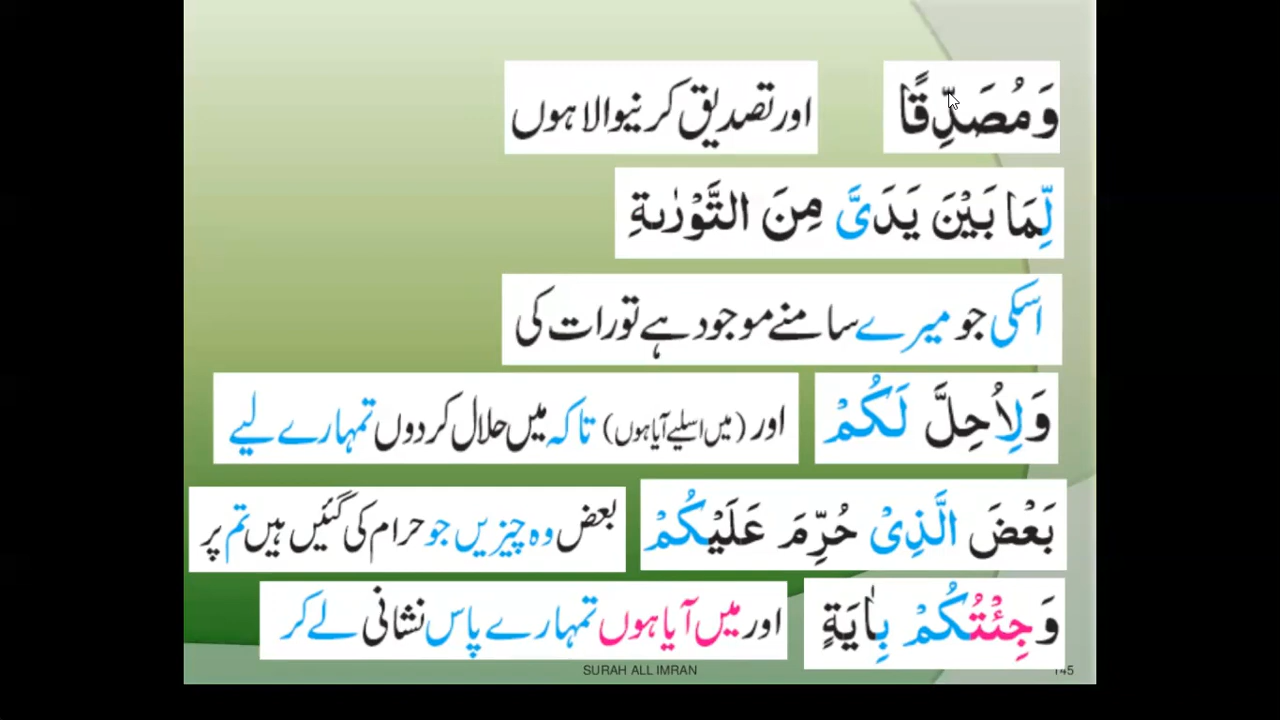 وَمُصَدِّقًا اور تصدیق کرنیوالا ہوں
لِّمَا بَيْنَ يَدَىَّ مِنَ التَّوْرٰىةِ
اسکی جو میرے سامنے موجود ہے تورات کی
وَلِاُحِلَّ لَكُمْ اور (میں اسلیے آیا ہوں) تاکہ میں حلال کردوں تمہارے لیے
بَعْضَ الَّذِىْ حُرِّمَ عَلَيْكُمْ بعض وہ چیزیں جو حرام کی گئیں ہیں تم پر
وَجِئْتُكُمْ بِاٰيَةٍ اور میں آیا ہوں تمہارے پاس نشانی لے کر
SURAH ALL IMRAN 145